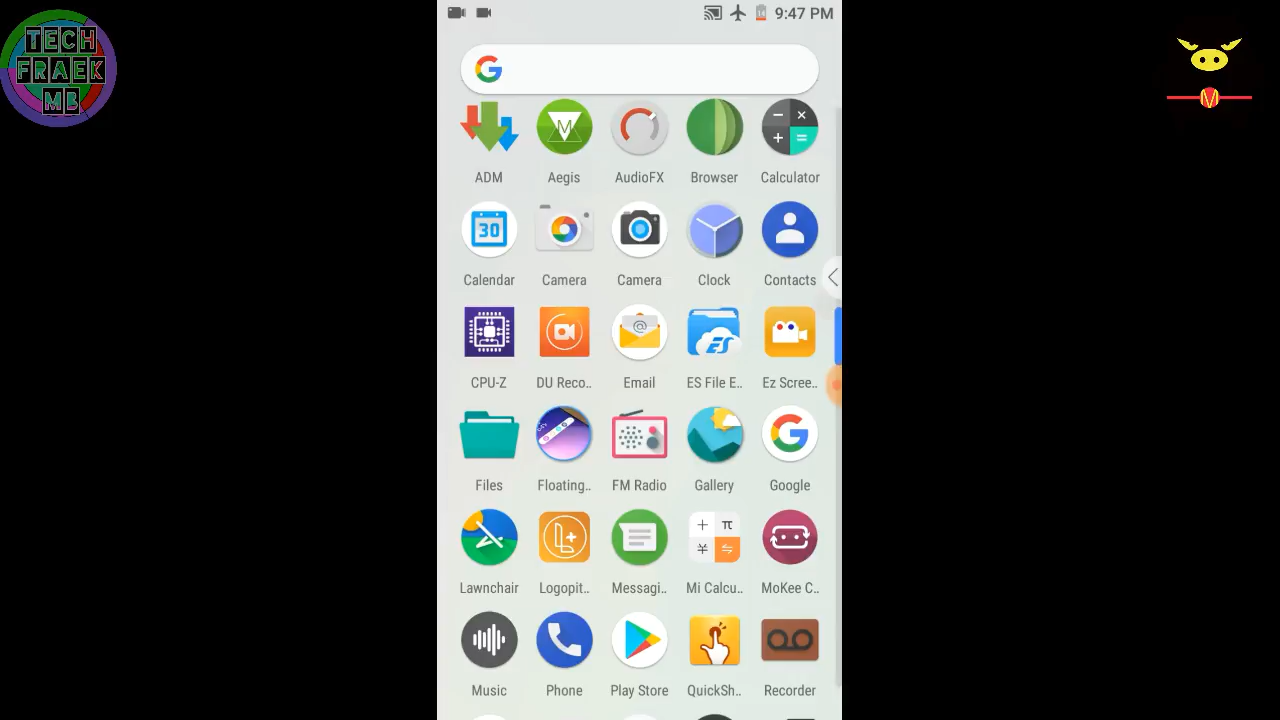 TECH
FRAEK
MB
9:47 PM
ADM
Aegis
AudioFX
Browser
Calculator
30
Calendar
Camera
Camera
Clock
Contacts
CPU-Z
DU Reco..
Email
ES File E..
Ez Scree..
Files
Floating..
FM Radio
Gallery
Google
Lawnchair
Logopit..
Messagi..
Mi Calcu..
MoKee C..
Music
Phone
Play Store
QuickSh..
Recorder